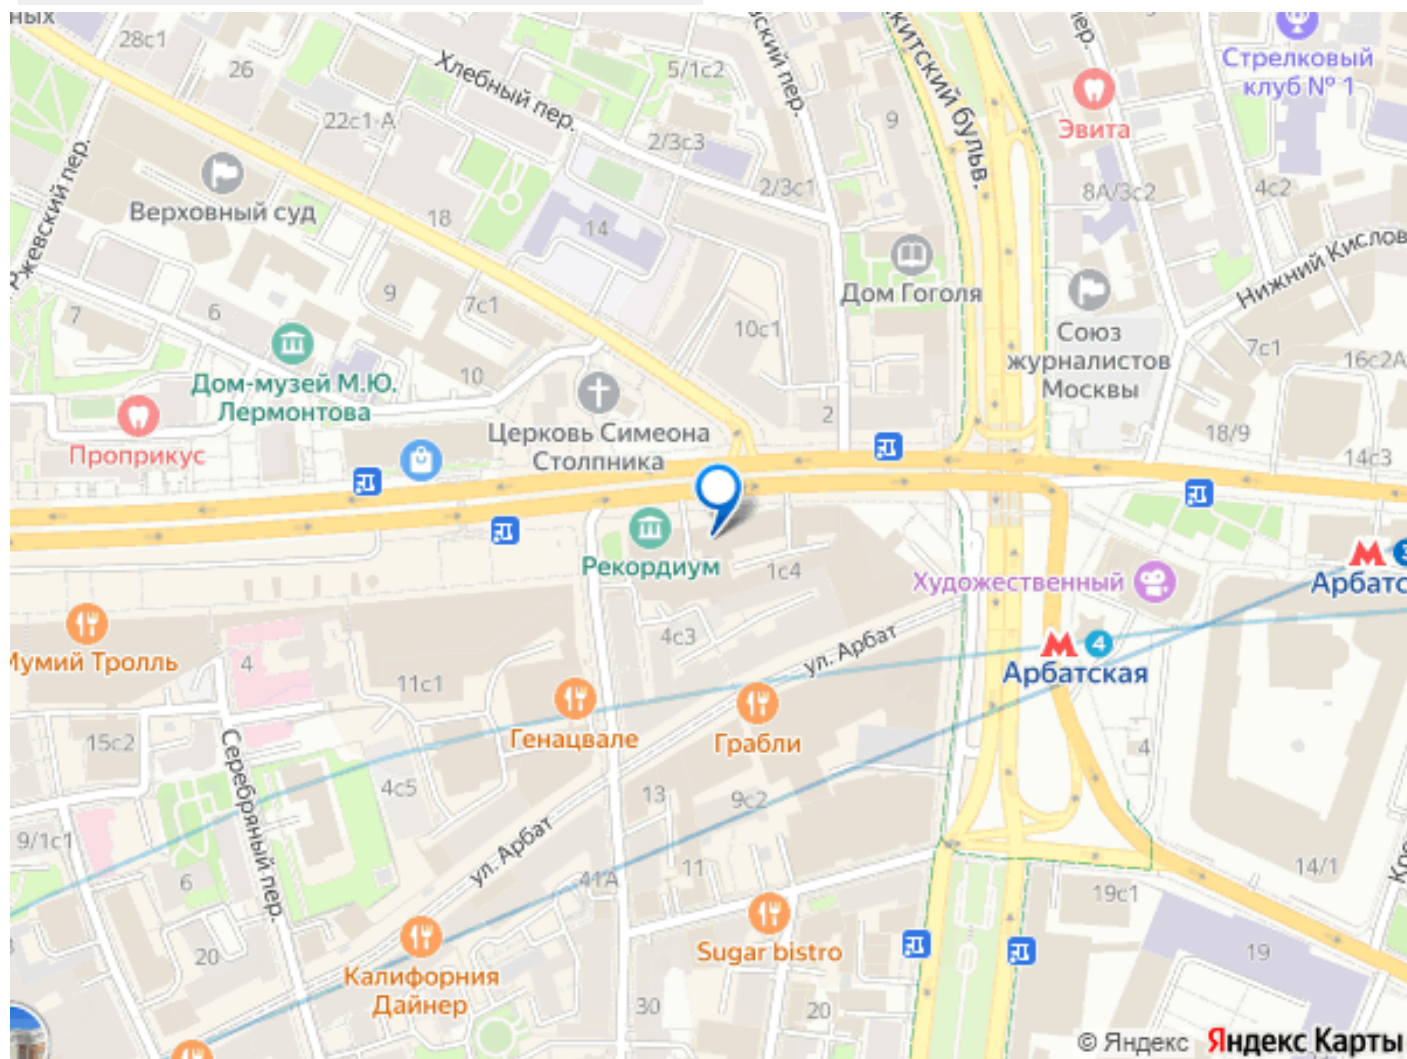 ных
28с1
26
Хлебный пер.
5/1с2
22с1-А
2/3с3
2/3с1
9
китский бульв.
вский пер.
пер.
Эвита
Стрелковый
клуб № 1
8А/3с2
4с2
Ржевский пер.
Верховный суд
18
14
Дом Гоголя
Нижний Кислов
7
6
9
7с1
10с1
Союз
журналистов
Москвы
7с1
16с2А
Дом-музей М.Ю.
Лермонтова
10
2
Проприкус
Церковь Симеона
Столпника
18/9
14с3
Рекордиум
1с4
Художественный
Арбатс
4с3
ул. Арбат
4
Арбатская
Мумий Тролль
4
11с1
Генацвале
Грабли
15с2
Серебряный пер.
4с5
13
9с2
4
9/1с1
ул. Арбат
6
41А
11
14/1
19с1
20
Sugar bistro
19
Калифорния
Дайнер
30
20
© Яндекс Яндекс Карты